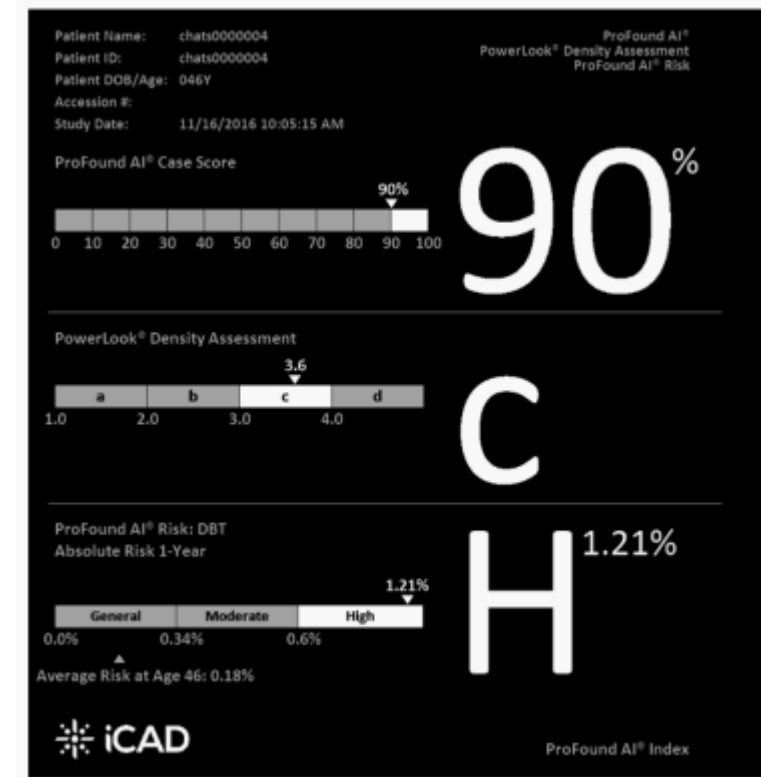 Patient Name: chats0000004
Patient ID: chats0000004
Patient DOB/Age: 046Y
Accession #:
Study Date: 11/16/2016 10:05:15 AM
ProFound AI®
PowerLook® Density Assessment
ProFound AI® Risk
ProFound AI® Case Score
90%
0 10 20 30 40 50 60 70 80 90 100
90%
PowerLook® Density Assessment
3.6
a b c d
1.0 2.0 3.0 4.0
c
ProFound AI® Risk: DBT
Absolute Risk 1-Year
1.21%
General Moderate High
0.0% 0.34% 0.6%
Average Risk at Age 46: 0.18%
H 1.21%
iCAD
ProFound AI® Index